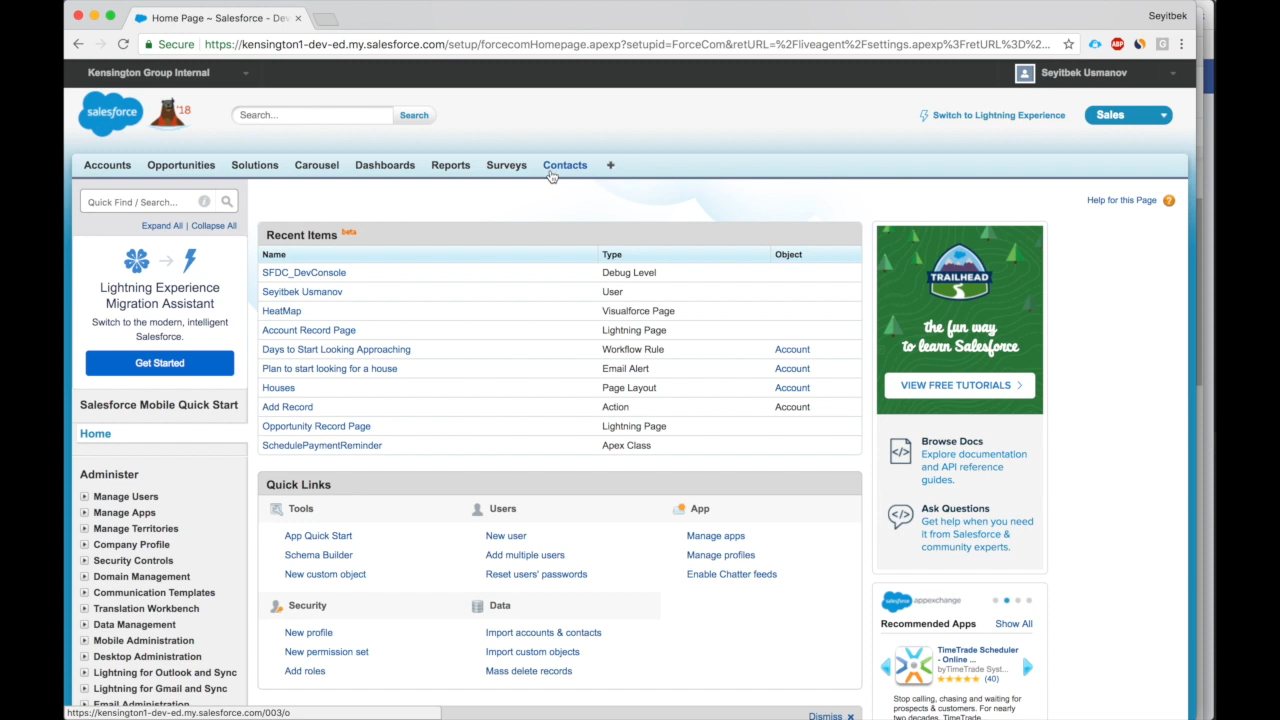 Home Page ~ Salesforce - Dev
Seyitbek
Secure https://kensington1-dev-ed.my.salesforce.com/setup/forcecomHomepage.apexp?setupid=ForceCom&retURL=%2Fliveagent%2Fsettings.apexp%3FretURL%3D%2...
ABP
G
Kensington Group Internal
Seyitbek Usmanov
salesforce
'18
Search...
Search
Switch to Lightning Experience
Sales
Accounts Opportunities Solutions Carousel Dashboards Reports Surveys Contacts +
Quick Find / Search...
Expand All | Collapse All
Lightning Experience
Migration Assistant
Switch to the modern, intelligent
Salesforce.
Get Started
Salesforce Mobile Quick Start
Home
Administer
Manage Users
Manage Apps
Manage Territories
Company Profile
Security Controls
Domain Management
Communication Templates
Translation Workbench
Data Management
Mobile Administration
Desktop Administration
Lightning for Outlook and Sync
Lightning for Gmail and Sync
Email Administration
https://kensington1-dev-ed.my.salesforce.com/003/o
Help for this Page ?
Recent Items beta
Name Type Object
SFDC_DevConsole Debug Level
Seyitbek Usmanov User
HeatMap Visualforce Page
Account Record Page Lightning Page
Days to Start Looking Approaching Workflow Rule Account
Plan to start looking for a house Email Alert Account
Houses Page Layout Account
Add Record Action Account
Opportunity Record Page Lightning Page
SchedulePaymentReminder Apex Class
Quick Links
Tools Users App
App Quick Start New user Manage apps
Schema Builder Add multiple users Manage profiles
New custom object Reset users' passwords Enable Chatter feeds
Security Data
New profile Import accounts & contacts
New permission set Import custom objects
Add roles Mass delete records
Dismiss
TRAILHEAD
the fun way
to learn Salesforce
VIEW FREE TUTORIALS
Browse Docs
Explore documentation
and API reference
guides.
Ask Questions
Get help when you need
it from Salesforce &
community experts.
salesforce appexchange
Recommended Apps Show All
TimeTrade Scheduler
- Online ...
byTimeTrade Syst...
(40)
Stop calling, chasing and waiting for
prospects & customers. For nearly
two decades, TimeTrade...